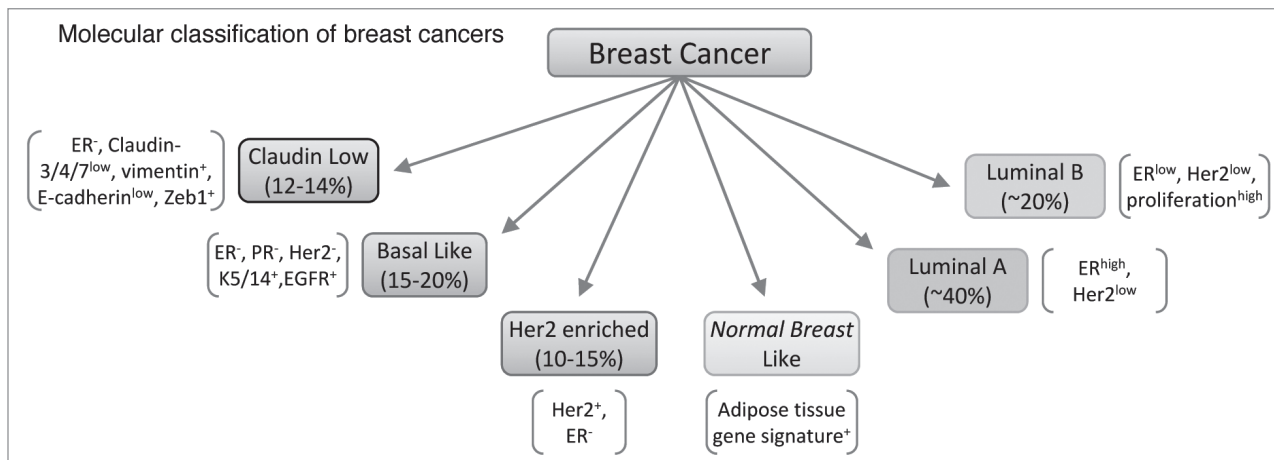 Molecular classification of breast cancers
Breast Cancer
ER⁻, Claudin-
3/4/7ˡᵒʷ, vimentin⁺,
E-cadherinˡᵒʷ, Zeb1⁺
Claudin Low
(12-14%)
ER⁻, PR⁻, Her2⁻,
K5/14⁺,EGFR⁺
Basal Like
(15-20%)
Her2 enriched
(10-15%)
Her2⁺,
ER⁻
Normal Breast
Like
Adipose tissue
gene signature⁺
Luminal A
(~40%)
ERʰⁱᵍʰ,
Her2ˡᵒʷ
Luminal B
(~20%)
ERˡᵒʷ, Her2ˡᵒʷ,
proliferationʰⁱᵍʰ